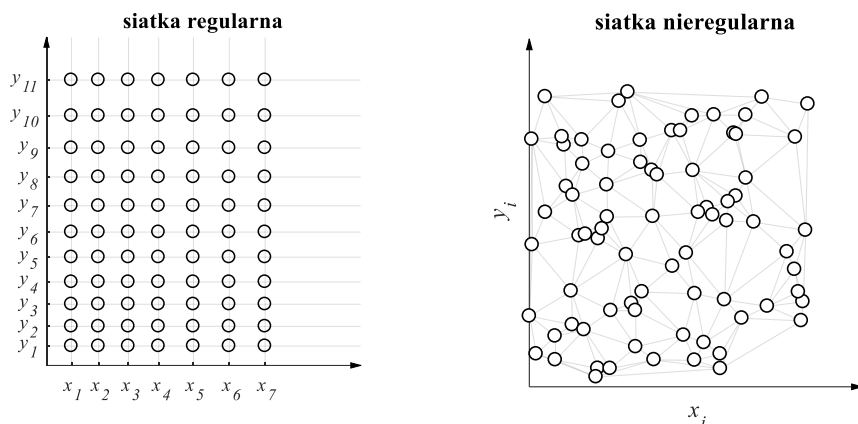 siatka regularna
y11
y10
y9
y8
y7
y6
y5
y4
y3
y2
y1
x1 x2 x3 x4 x5 x6 x7
siatka nieregularna
yi
xi